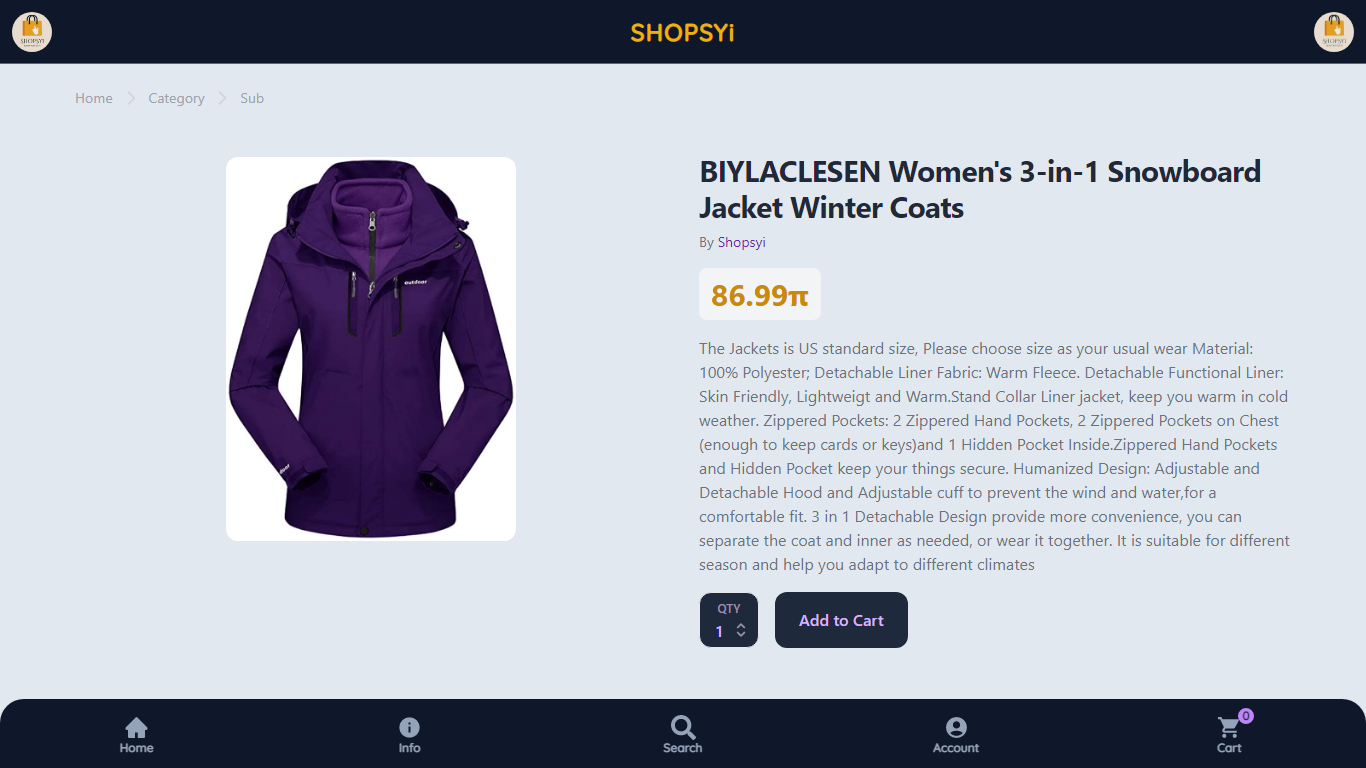 SHOPSYi
SHOPSYi
SHOPSYi
Home
Category
Sub
outdoor
BIYLACLESEN Women's 3-in-1 Snowboard
Jacket Winter Coats
By Shopsyi
86.99π
The Jackets is US standard size, Please choose size as your usual wear Material:
100% Polyester; Detachable Liner Fabric: Warm Fleece. Detachable Functional Liner:
Skin Friendly, Lightweigt and Warm.Stand Collar Liner jacket, keep you warm in cold
weather. Zippered Pockets: 2 Zippered Hand Pockets, 2 Zippered Pockets on Chest
(enough to keep cards or keys)and 1 Hidden Pocket Inside.Zippered Hand Pockets
and Hidden Pocket keep your things secure. Humanized Design: Adjustable and
Detachable Hood and Adjustable cuff to prevent the wind and water,for a
comfortable fit. 3 in 1 Detachable Design provide more convenience, you can
separate the coat and inner as needed, or wear it together. It is suitable for different
season and help you adapt to different climates
QTY
1
Add to Cart
Home
Info
Search
Account
0
Cart